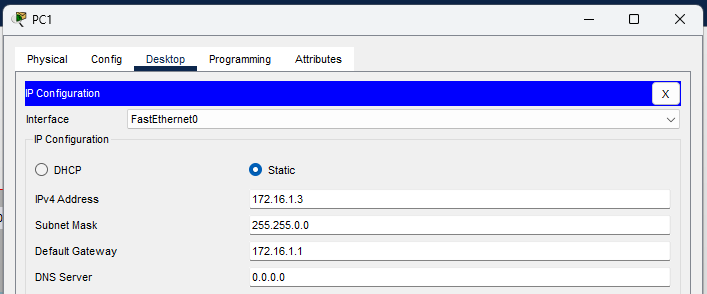 PC1
Physical Config Desktop Programming Attributes
IP Configuration X
Interface FastEthernet0
IP Configuration
DHCP Static
IPv4 Address 172.16.1.3
Subnet Mask 255.255.0.0
Default Gateway 172.16.1.1
DNS Server 0.0.0.0